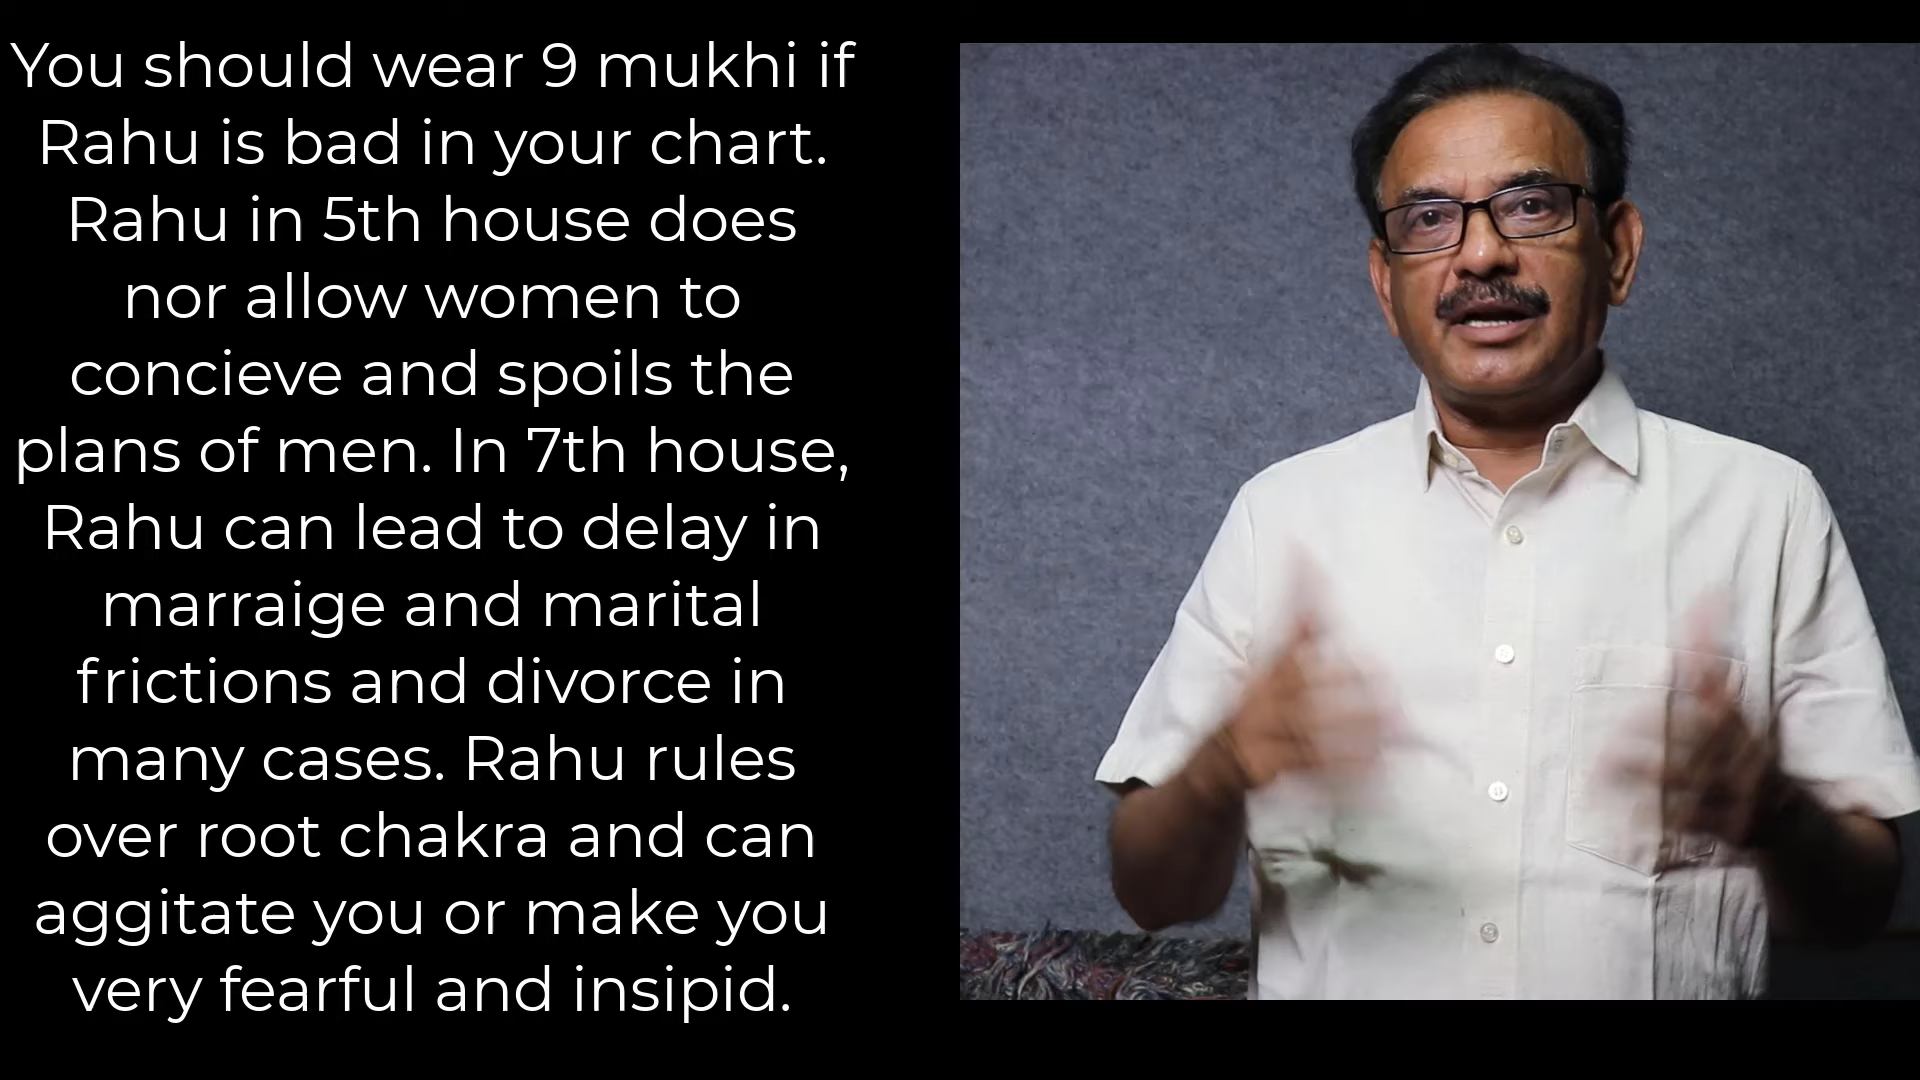 You should wear 9 mukhi if
Rahu is bad in your chart.
Rahu in 5th house does
nor allow women to
concieve and spoils the
plans of men. In 7th house,
Rahu can lead to delay in
marraige and marital
frictions and divorce in
many cases. Rahu rules
over root chakra and can
aggitate you or make you
very fearful and insipid.